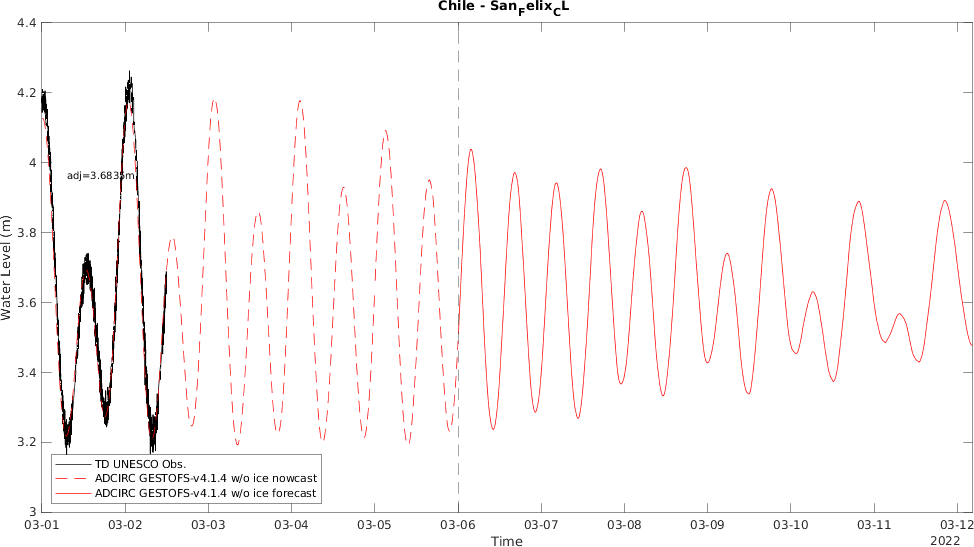 Chile - San_Felix_CL
4.4
4.2
4
3.8
3.6
3.4
3.2
3
Water Level (m)
adj=3.6835m
TD UNESCO Obs.
ADCIRC GESTOFS-v4.1.4 w/o ice nowcast
ADCIRC GESTOFS-v4.1.4 w/o ice forecast
03-01 03-02 03-03 03-04 03-05 03-06 03-07 03-08 03-09 03-10 03-11 03-12
Time
2022